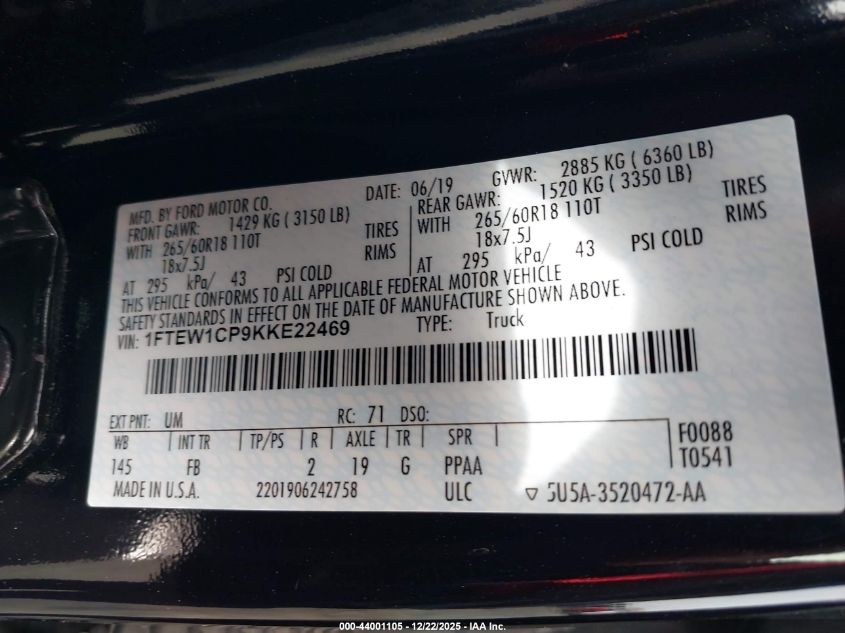 MFD. BY FORD MOTOR CO. DATE: 06/19 GVWR: 2885 KG ( 6360 LB)
FRONT GAWR: 1429 KG ( 3150 LB) REAR GAWR: 1520 KG ( 3350 LB)
WITH 265/60R18 110T TIRES WITH 265/60R18 110T TIRES
18x7.5J RIMS 18x7.5J RIMS
AT 295 kPa/ 43 PSI COLD AT 295 kPa/ 43 PSI COLD
THIS VEHICLE CONFORMS TO ALL APPLICABLE FEDERAL MOTOR VEHICLE
SAFETY STANDARDS IN EFFECT ON THE DATE OF MANUFACTURE SHOWN ABOVE.
VIN: 1FTEW1CP9KKE22469 TYPE: Truck
EXT PNT: UM RC: 71 DSO:
WB INT TR TP/PS R AXLE TR SPR F0088
145 FB 2 19 G PPAA T0541
MADE IN U.S.A. 2201906242758 ULC ▽ 5U5A-3520472-AA
000-44001105 - 12/22/2025 - IAA Inc.